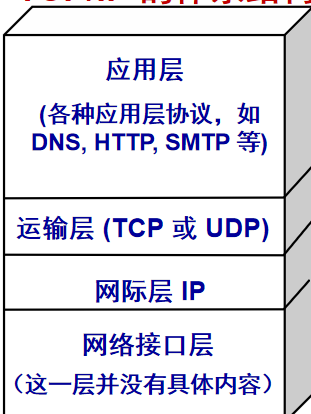 应用层
(各种应用层协议，如
DNS, HTTP, SMTP 等)
运输层 (TCP 或 UDP)
网际层 IP
网络接口层
（这一层并没有具体内容）